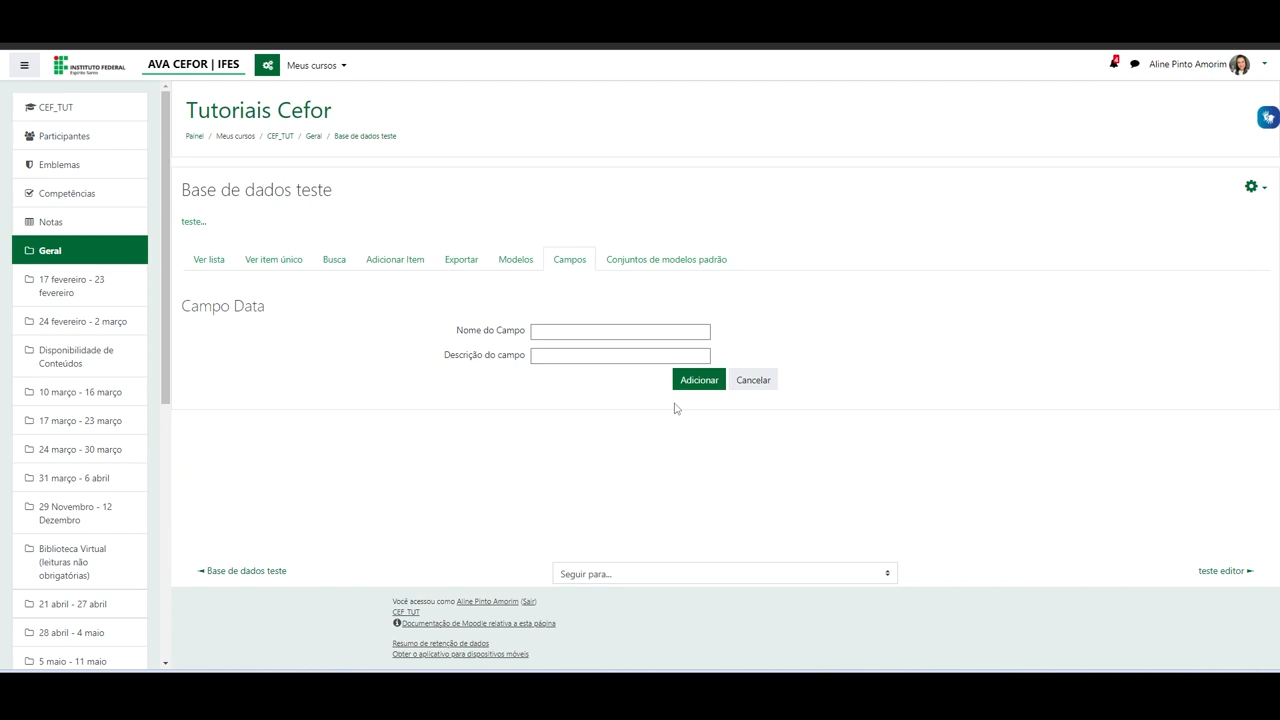 INSTITUTO FEDERAL
Espírito Santo
AVA CEFOR | IFES
Meus cursos
4
Aline Pinto Amorim
CEF_TUT
Participantes
Emblemas
Competências
Notas
Geral
17 fevereiro - 23
fevereiro
24 fevereiro - 2 março
Disponibilidade de
Conteúdos
10 março - 16 março
17 março - 23 março
24 março - 30 março
31 março - 6 abril
29 Novembro - 12
Dezembro
Biblioteca Virtual
(leituras não
obrigatórias)
21 abril - 27 abril
28 abril - 4 maio
5 maio - 11 maio
Tutoriais Cefor
Painel / Meus cursos / CEF_TUT / Geral / Base de dados teste
Base de dados teste
teste...
Ver lista Ver item único Busca Adicionar Item Exportar Modelos Campos Conjuntos de modelos padrão
Campo Data
Nome do Campo
Descrição do campo
Adicionar Cancelar
◄ Base de dados teste
Seguir para...
teste editor ►
Você acessou como Aline Pinto Amorim (Sair)
CEF_TUT
Documentação de Moodle relativa a esta página
Resumo de retenção de dados
Obter o aplicativo para dispositivos móveis